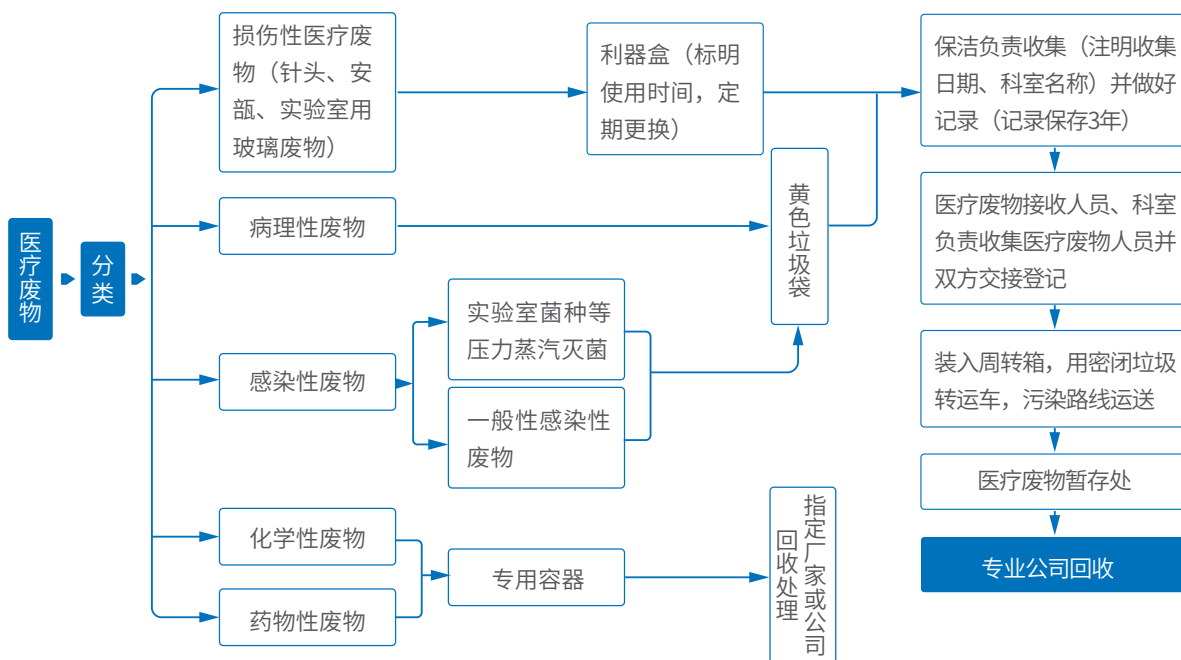 医疗废物
分类
损伤性医疗废
物（针头、安
瓿、实验室用
玻璃废物）
利器盒（标明
使用时间，定
期更换）
病理性废物
感染性废物
实验室菌种等
压力蒸汽灭菌
一般性感染性
废物
黄色垃圾袋
化学性废物
药物性废物
专用容器
指定厂家或公司
回收处理
保洁负责收集（注明收集
日期、科室名称）并做好
记录（记录保存3年）
医疗废物接收人员、科室
负责收集医疗废物人员并
双方交接登记
装入周转箱，用密闭垃圾
转运车，污染路线运送
医疗废物暂存处
专业公司回收